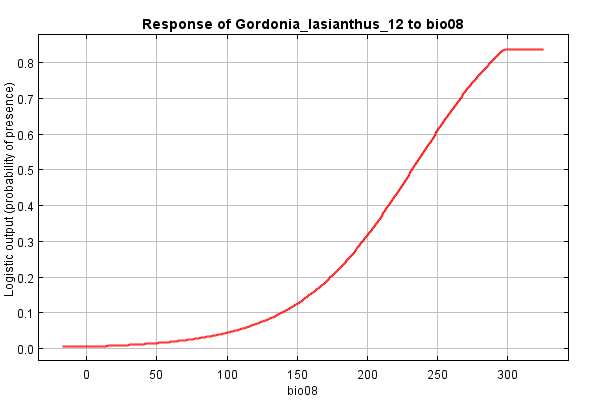 Response of Gordonia_lasianthus_12 to bio08
Logistic output (probability of presence)
0.8
0.7
0.6
0.5
0.4
0.3
0.2
0.1
0.0
0 50 100 150 200 250 300
bio08